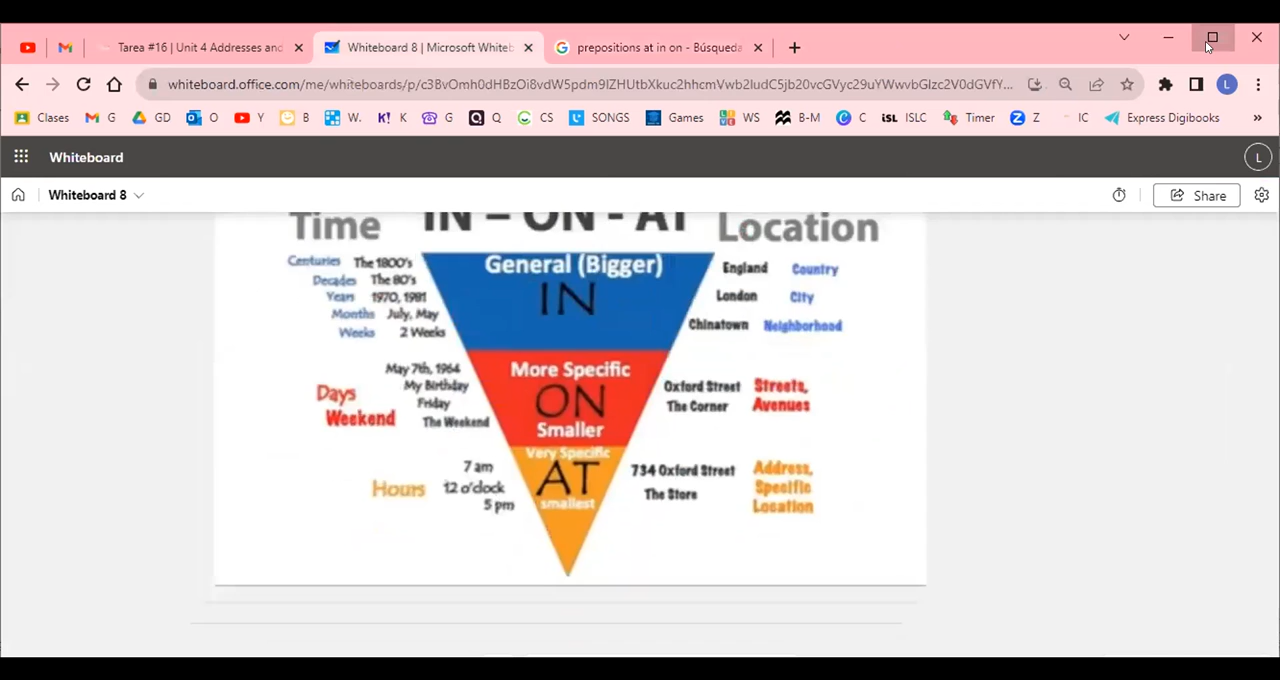 Tarea #16 | Unit 4 Addresses and
Whiteboard 8 | Microsoft Whiteb
prepositions at in on - Búsqueda
whiteboard.office.com/me/whiteboards/p/c3BvOmh0dHBzOi8vdW5pdm9IZHUtbXkuc2hhcmVwb2ludC5jb20vcGVyc29uYWwvbGlzc2V0dGVfY...
L
Clases M G GD O Y B W. K! K G Q CS SONGS Games WS B-M C iSL ISLC Timer Z IC Express Digibooks »
Whiteboard
L
Whiteboard 8
Share
Time IN – ON - AT Location
Centuries The 1800's
Decades The 80's
Years 1970, 1981
Months July, May
Weeks 2 Weeks
General (Bigger)
IN
England Country
London City
Chinatown Neighborhood
Days
Weekend
May 7th, 1964
My Birthday
Friday
The Weekend
More Specific
ON
Smaller
Oxford Street
The Corner
Streets,
Avenues
Hours
7 am
12 o'clock
5 pm
Very Specific
AT
smallest
734 Oxford Street
The Store
Address,
Specific
Location